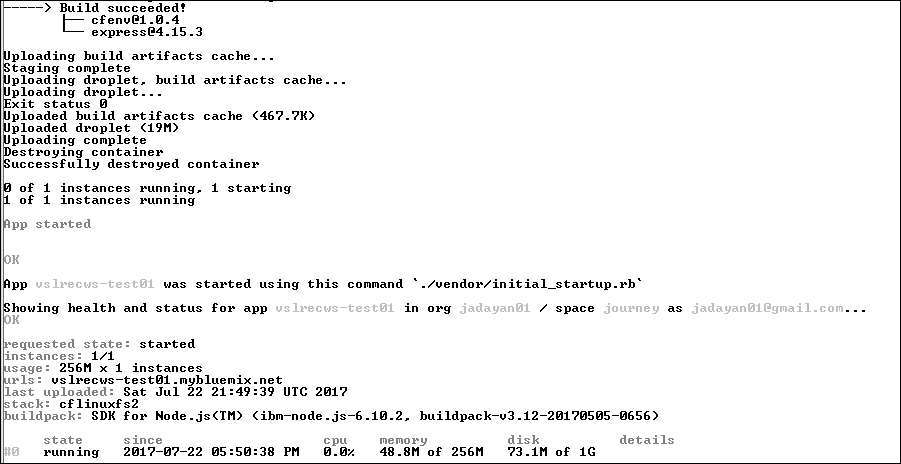 -----> Build succeeded!
├── cfenv@1.0.4
└── express@4.15.3
Uploading build artifacts cache...
Staging complete
Uploading droplet, build artifacts cache...
Uploading droplet...
Exit status 0
Uploaded build artifacts cache (467.7K)
Uploaded droplet (19M)
Uploading complete
Destroying container
Successfully destroyed container
0 of 1 instances running, 1 starting
1 of 1 instances running
App started
OK
App vslrecws-test01 was started using this command `./vendor/initial_startup.rb`
Showing health and status for app vslrecws-test01 in org jadayan01 / space journey as jadayan01@gmail.com...
OK
requested state: started
instances: 1/1
usage: 256M x 1 instances
urls: vslrecws-test01.mybluemix.net
last uploaded: Sat Jul 22 21:49:39 UTC 2017
stack: cflinuxfs2
buildpack: SDK for Node.js(TM) (ibm-node.js-6.10.2, buildpack-v3.12-20170505-0656)
state since cpu memory disk details
#0 running 2017-07-22 05:50:38 PM 0.0% 48.8M of 256M 73.1M of 1G